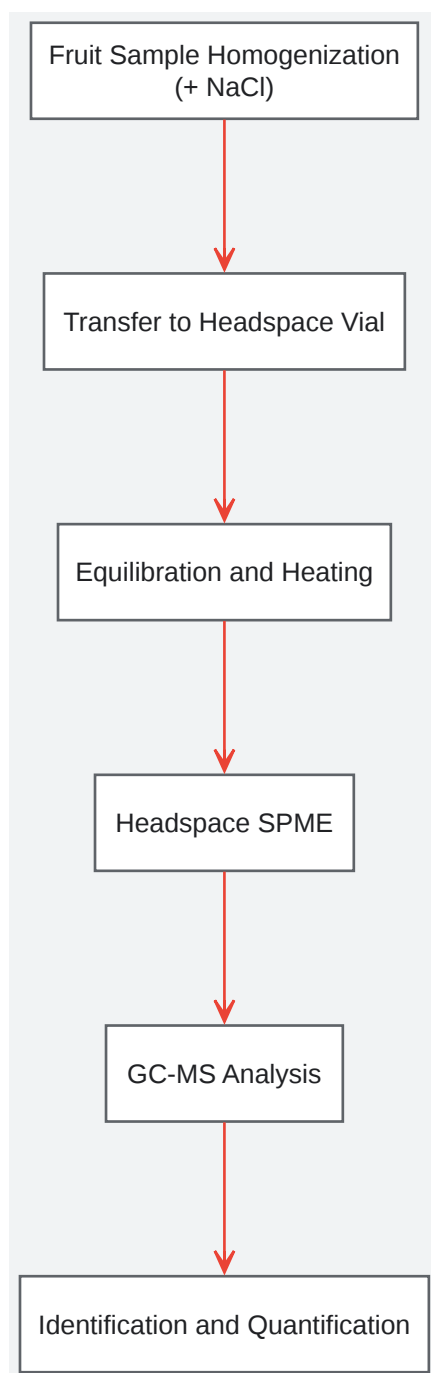 Fruit Sample Homogenization
(+ NaCl)
Transfer to Headspace Vial
Equilibration and Heating
Headspace SPME
GC-MS Analysis
Identification and Quantification